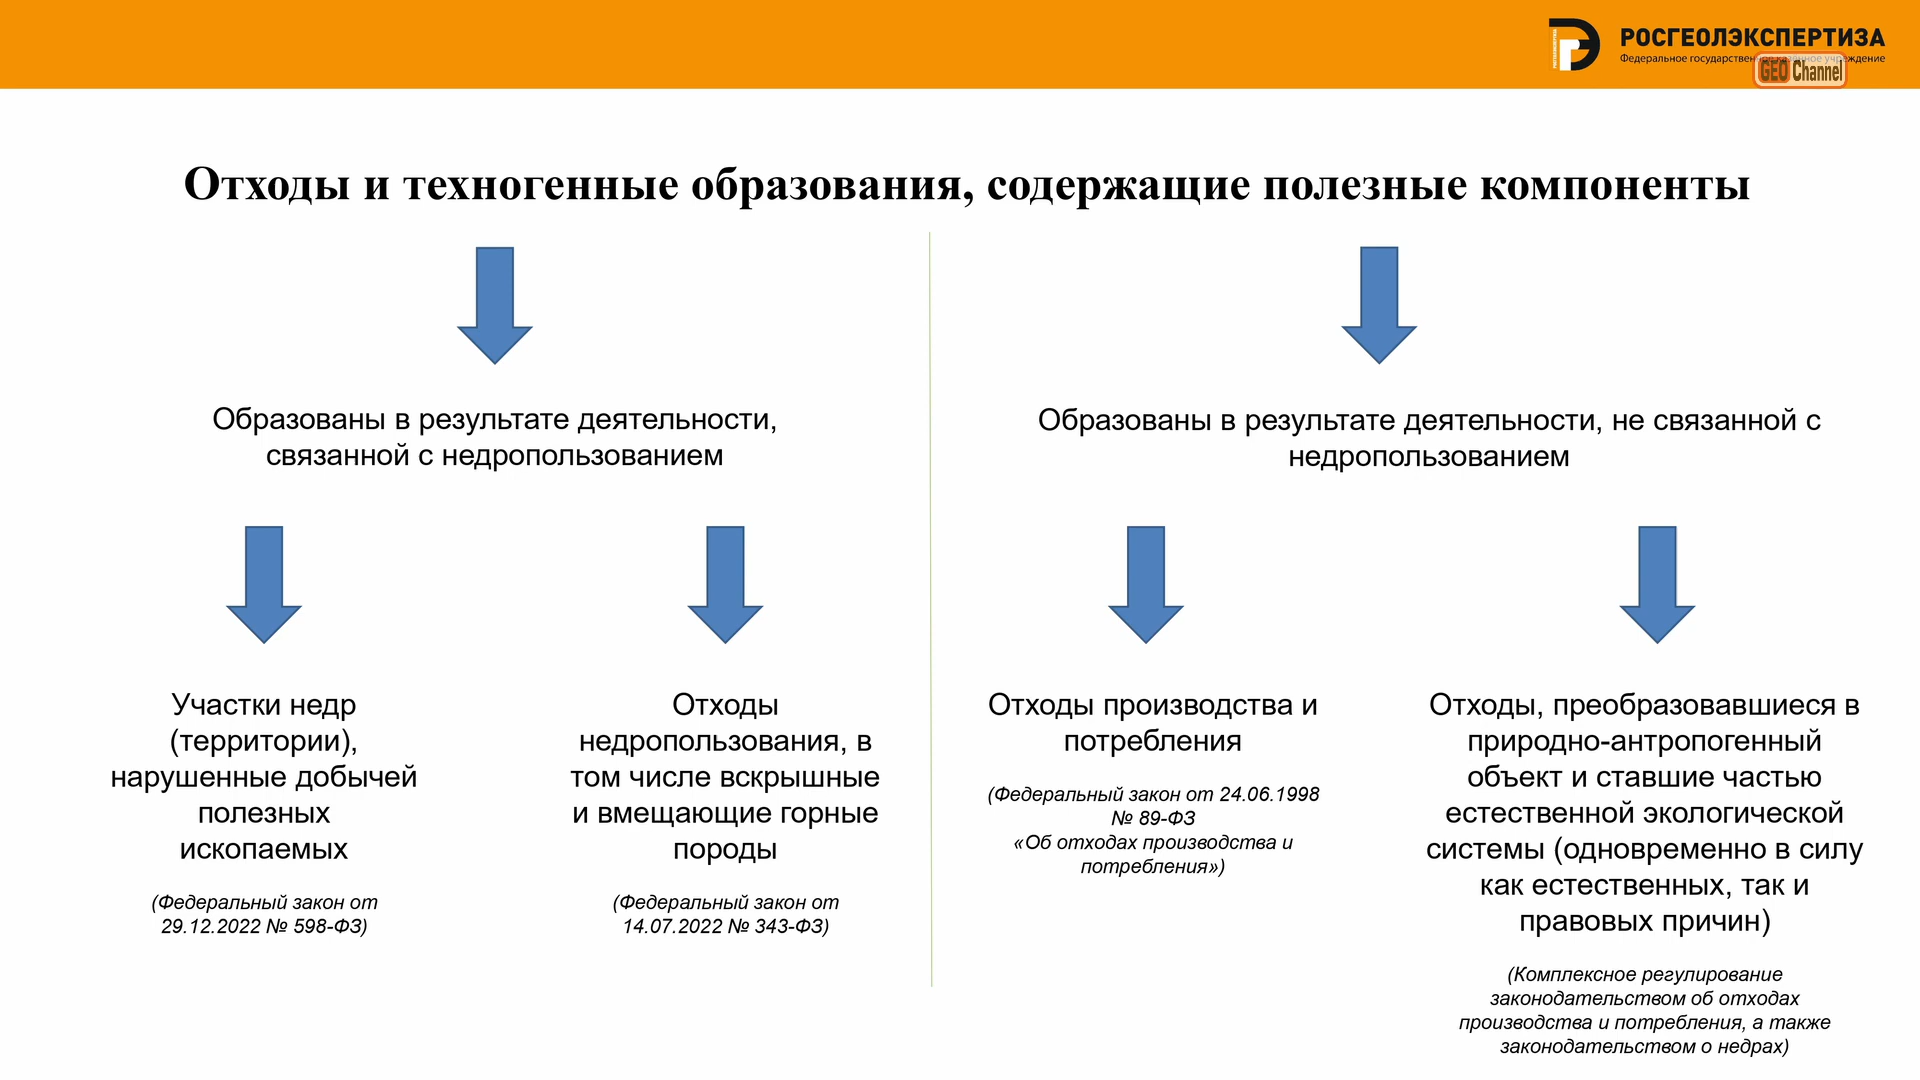 РОСГЕОЛЭКСПЕРТИЗА
Федеральное государственное казенное учреждение
GEO Channel
Отходы и техногенные образования, содержащие полезные компоненты
Образованы в результате деятельности,
связанной с недропользованием
Образованы в результате деятельности, не связанной с
недропользованием
Участки недр
(территории),
нарушенные добычей
полезных
ископаемых
(Федеральный закон от
29.12.2022 № 598-ФЗ)
Отходы
недропользования, в
том числе вскрышные
и вмещающие горные
породы
(Федеральный закон от
14.07.2022 № 343-ФЗ)
Отходы производства и
потребления
(Федеральный закон от 24.06.1998
№ 89-ФЗ
«Об отходах производства и
потребления»)
Отходы, преобразовавшиеся в
природно-антропогенный
объект и ставшие частью
естественной экологической
системы (одновременно в силу
как естественных, так и
правовых причин)
(Комплексное регулирование
законодательством об отходах
производства и потребления, а также
законодательством о недрах)